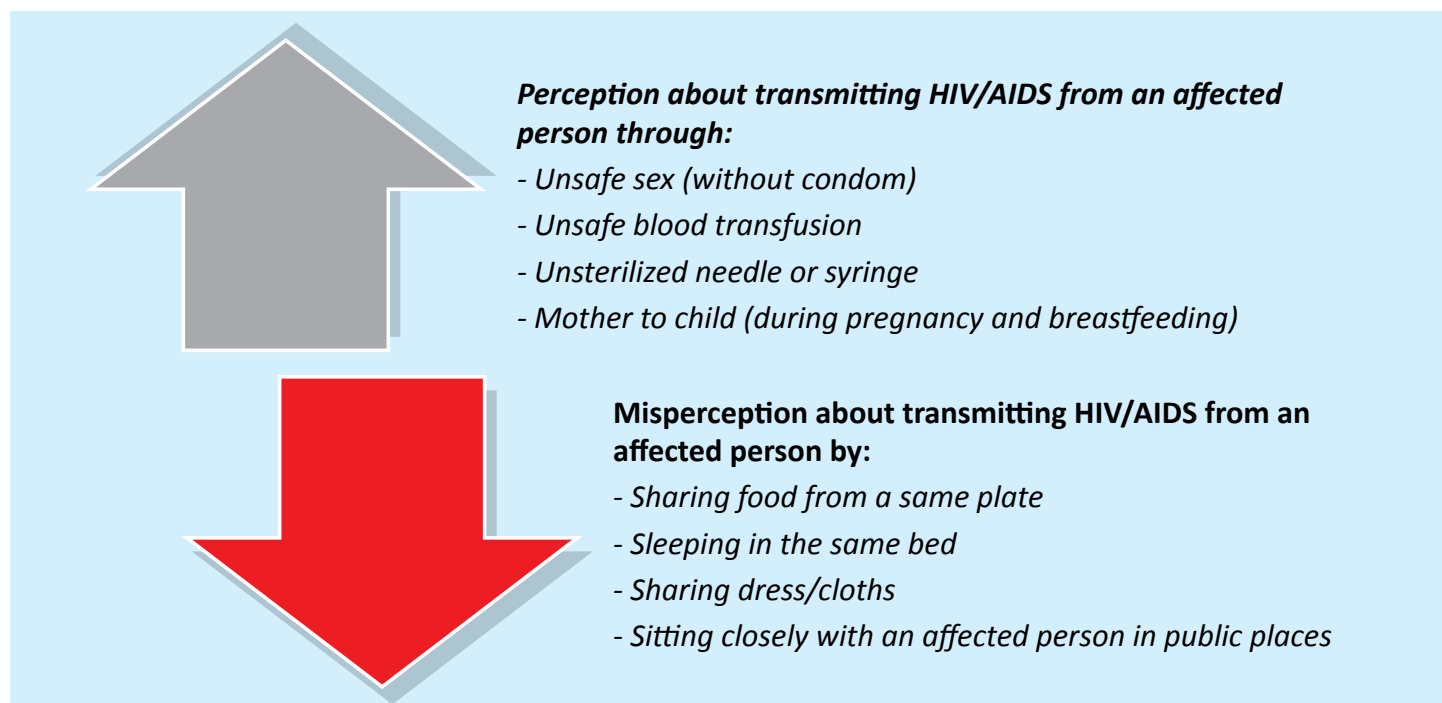 Perception about transmitting HIV/AIDS from an affected
person through:
- Unsafe sex (without condom)
- Unsafe blood transfusion
- Unsterilized needle or syringe
- Mother to child (during pregnancy and breastfeeding)
Misperception about transmitting HIV/AIDS from an
affected person by:
- Sharing food from a same plate
- Sleeping in the same bed
- Sharing dress/cloths
- Sitting closely with an affected person in public places